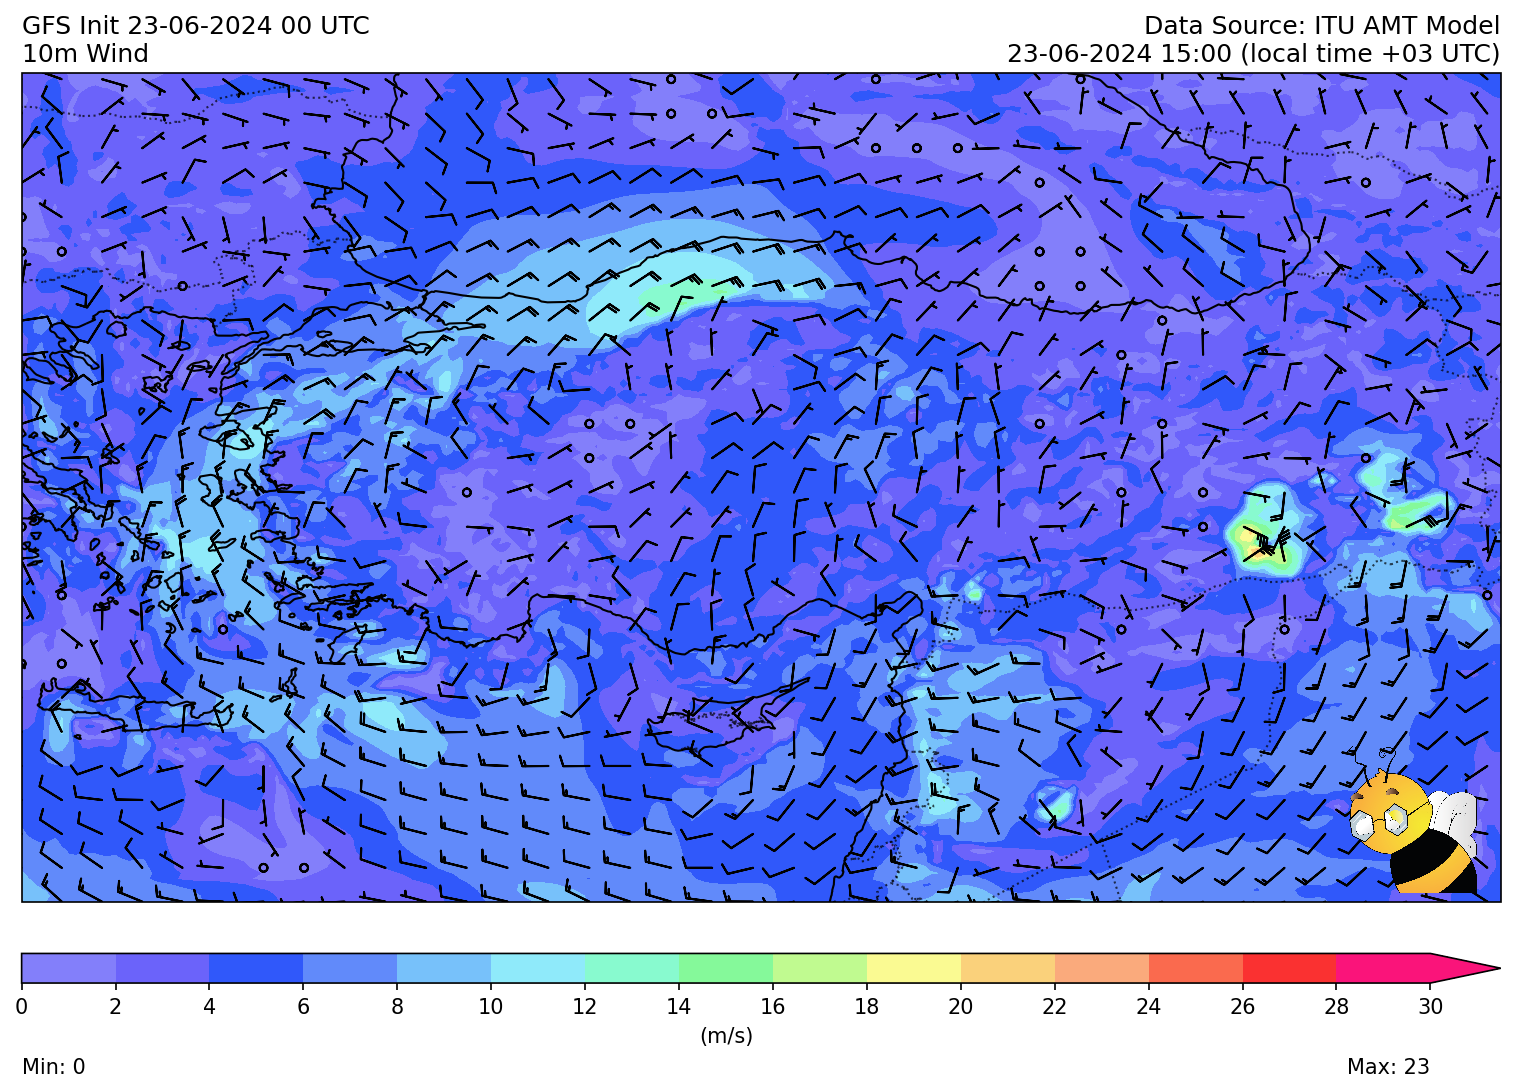 GFS Init 23-06-2024 00 UTC
Data Source: ITU AMT Model
10m Wind
23-06-2024 15:00 (local time +03 UTC)
0 2 4 6 8 10 12 14 16 18 20 22 24 26 28 30
(m/s)
Min: 0
Max: 23